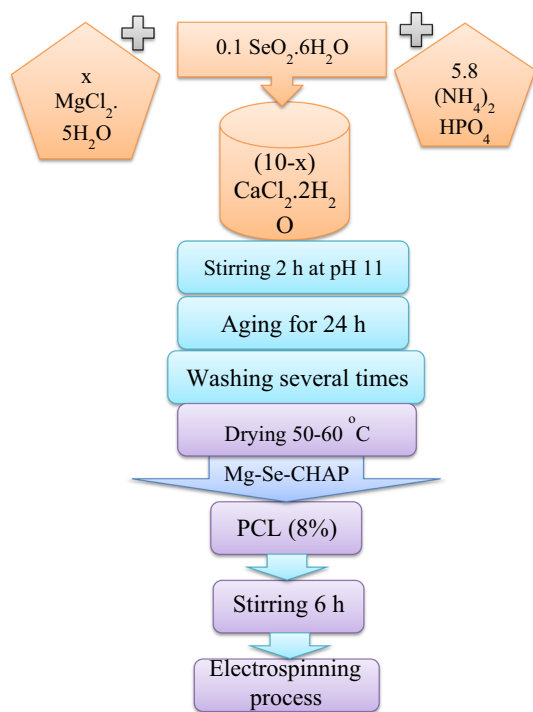 x
MgCl₂.
5H₂O
0.1 SeO₂.6H₂O
5.8
(NH₄)₂
HPO₄
(10-x)
CaCl₂.2H₂
O
Stirring 2 h at pH 11
Aging for 24 h
Washing several times
Drying 50-60 °C
Mg-Se-CHAP
PCL (8%)
Stirring 6 h
Electrospinning
process